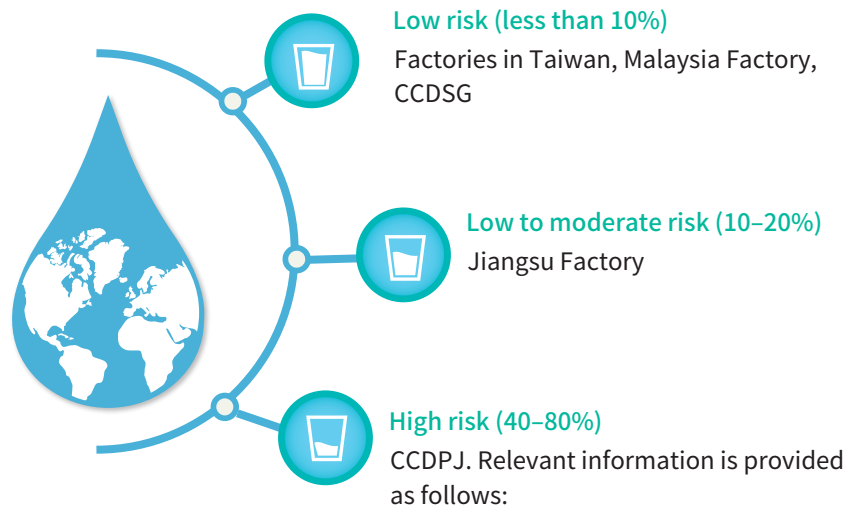 Low risk (less than 10%)
Factories in Taiwan, Malaysia Factory,
CCDSG
Low to moderate risk (10–20%)
Jiangsu Factory
High risk (40–80%)
CCDPJ. Relevant information is provided
as follows: